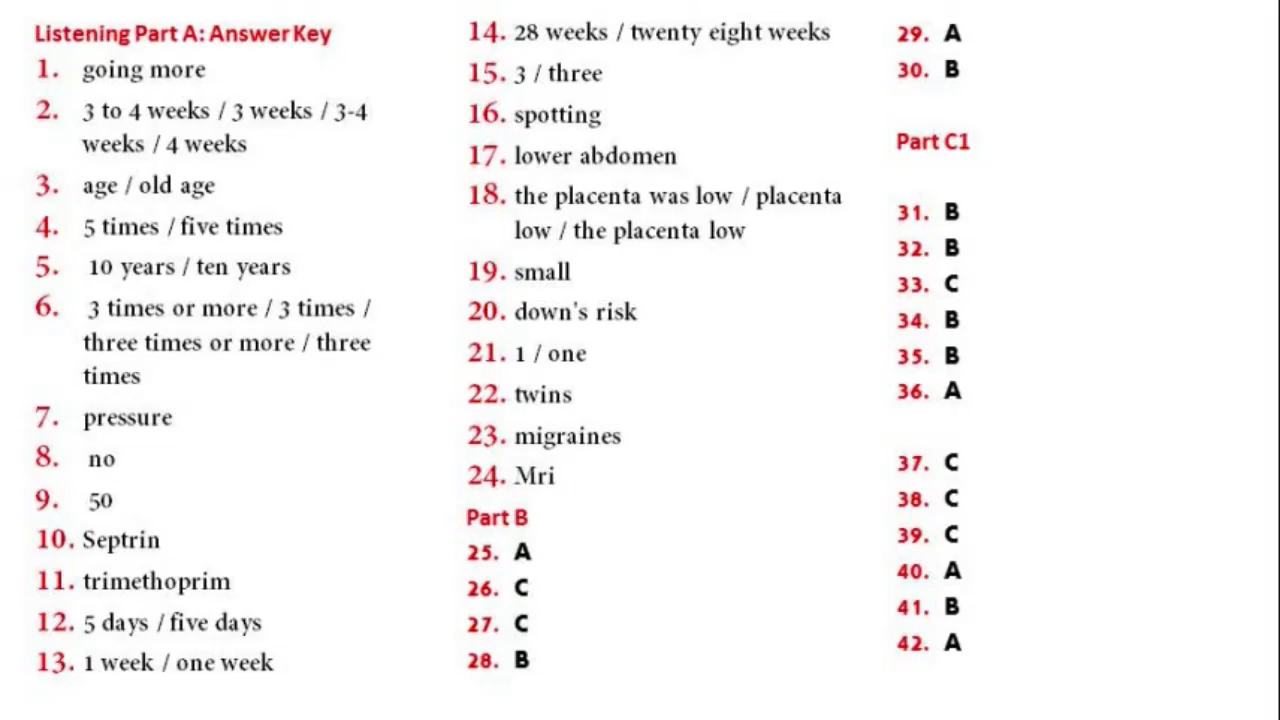 Listening Part A: Answer Key
1. going more
2. 3 to 4 weeks / 3 weeks / 3-4
weeks / 4 weeks
3. age / old age
4. 5 times / five times
5. 10 years / ten years
6. 3 times or more / 3 times /
three times or more / three
times
7. pressure
8. no
9. 50
10. Septrin
11. trimethoprim
12. 5 days / five days
13. 1 week / one week
14. 28 weeks / twenty eight weeks
15. 3 / three
16. spotting
17. lower abdomen
18. the placenta was low / placenta
low / the placenta low
19. small
20. down's risk
21. 1 / one
22. twins
23. migraines
24. Mri
Part B
25. A
26. C
27. C
28. B
29. A
30. B
Part C1
31. B
32. B
33. C
34. B
35. B
36. A
37. C
38. C
39. C
40. A
41. B
42. A